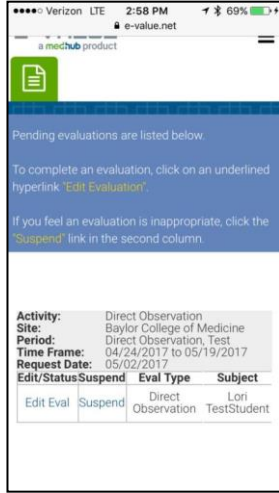 Verizon LTE 2:58 PM 69%
e-value.net
a medhub product
Pending evaluations are listed below.
To complete an evaluation, click on an underlined
hyperlink "Edit Evaluation".
If you feel an evaluation is inappropriate, click the
"Suspend" link in the second column.
Activity: Direct Observation
Site: Baylor College of Medicine
Period: Direct Observation, Test
Time Frame: 04/24/2017 to 05/19/2017
Request Date: 05/02/2017
Edit/Status Suspend Eval Type Subject
Edit Eval Suspend Direct Observation Lori TestStudent